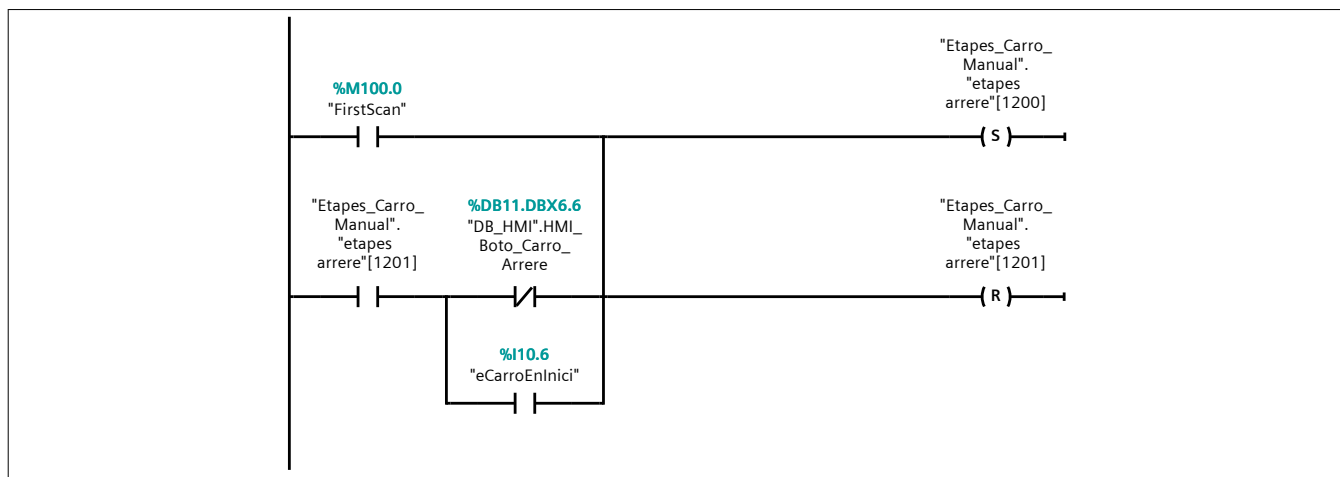 %M100.0
"FirstScan"
"Etapes_Carro_
Manual".
"etapes
arrere"[1200]
S
"Etapes_Carro_
Manual".
"etapes
arrere"[1201]
%DB11.DBX6.6
"DB_HMI".HMI_
Boto_Carro_
Arrere
"Etapes_Carro_
Manual".
"etapes
arrere"[1201]
R
%I10.6
"eCarroEnInici"